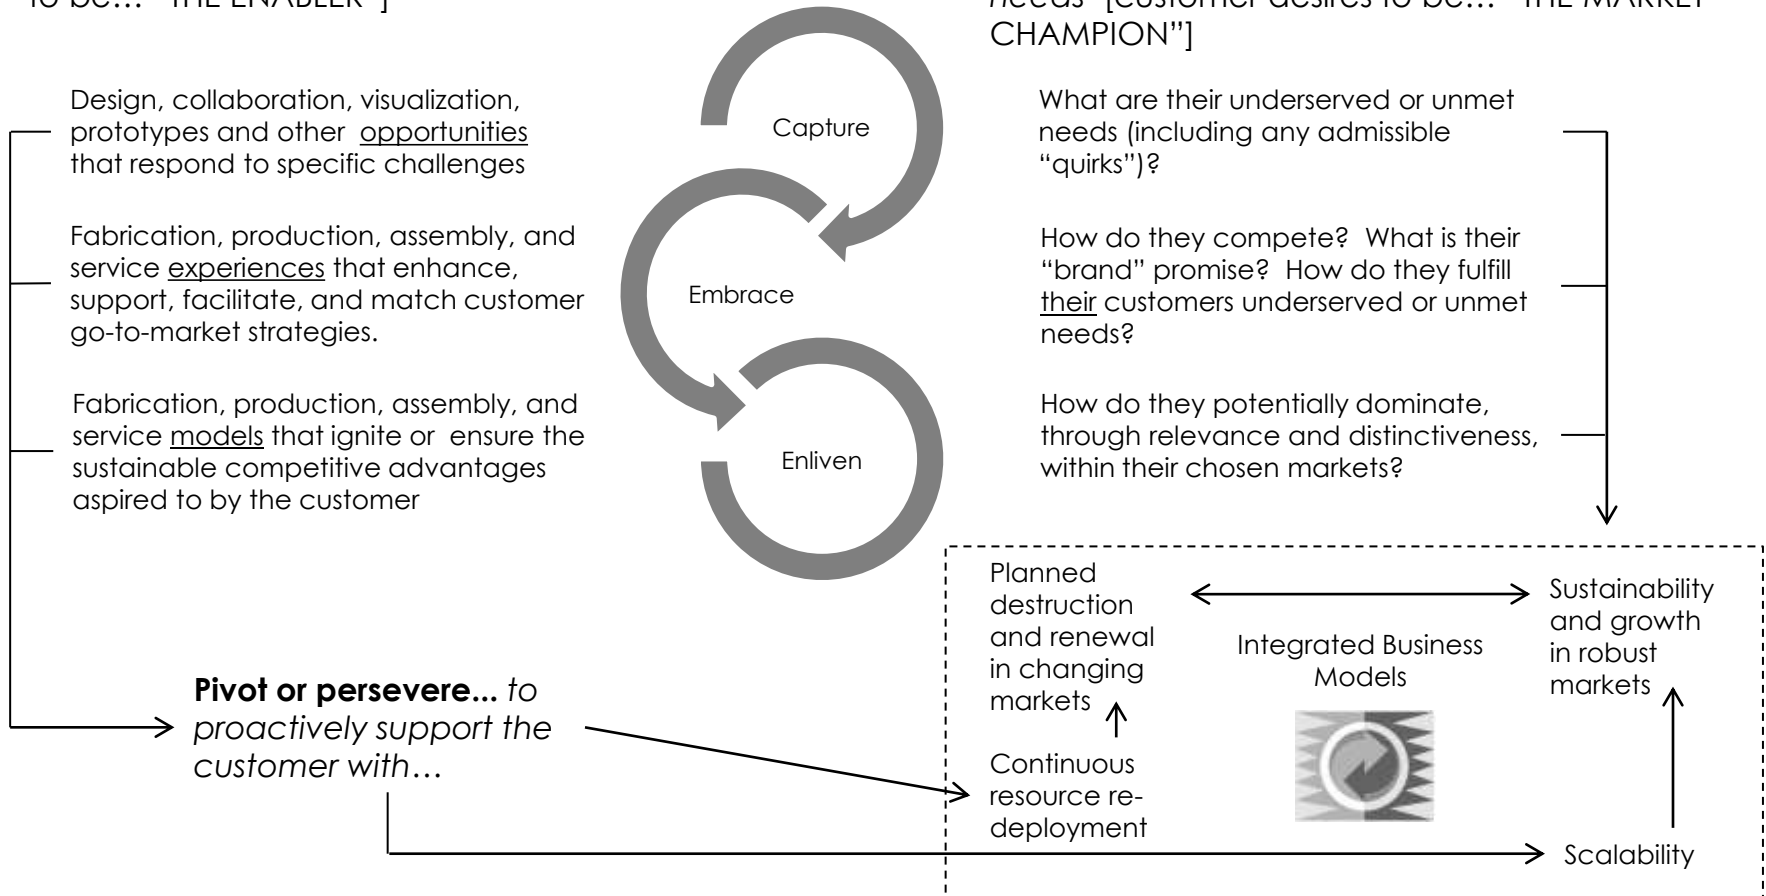 to be… “THE ENABLER”]
needs” [customer desires to be… “THE MARKET
CHAMPION”]
Design, collaboration, visualization,
prototypes and other opportunities
that respond to specific challenges
Fabrication, production, assembly, and
service experiences that enhance,
support, facilitate, and match customer
go-to-market strategies.
Fabrication, production, assembly, and
service models that ignite or ensure the
sustainable competitive advantages
aspired to by the customer
Capture
Embrace
Enliven
What are their underserved or unmet
needs (including any admissible
“quirks”)?
How do they compete? What is their
“brand” promise? How do they fulfill
their customers underserved or unmet
needs?
How do they potentially dominate,
through relevance and distinctiveness,
within their chosen markets?
Pivot or persevere... to
proactively support the
customer with…
Planned
destruction
and renewal
in changing
markets
Continuous
resource re-
deployment
Integrated Business
Models
Sustainability
and growth
in robust
markets
Scalability